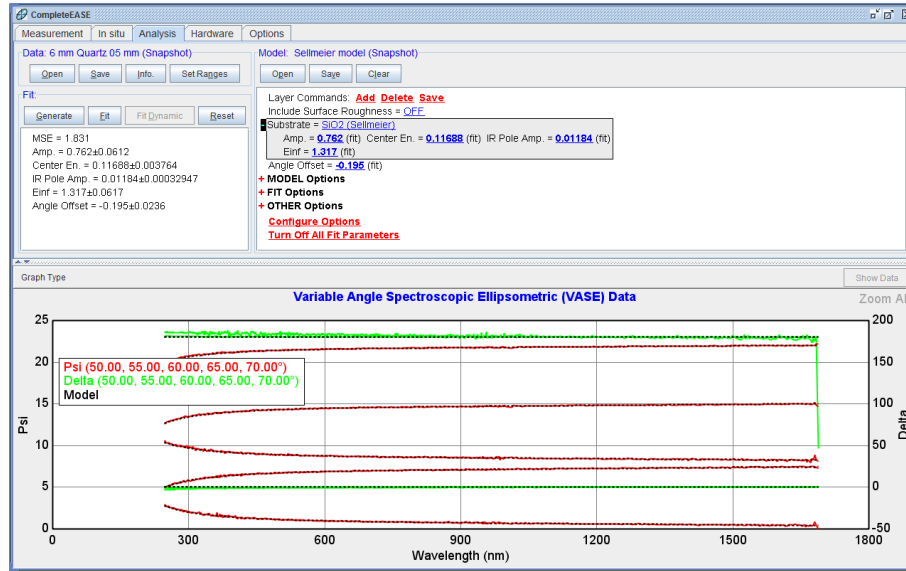 CompleteEASE
Measurement In situ Analysis Hardware Options
Data: 6 mm Quartz 05 mm (Snapshot)
Open Save Info. Set Ranges
Fit:
Generate Fit Fit Dynamic Reset
MSE = 1.831
Amp. = 0.762±0.0612
Center En. = 0.11688±0.003764
IR Pole Amp. = 0.01184±0.00032947
Einf = 1.317±0.0617
Angle Offset = -0.195±0.0236
Model: Sellmeier model (Snapshot)
Open Save Clear
Layer Commands: Add Delete Save
Include Surface Roughness = OFF
- Substrate = SiO2 (Sellmeier)
Amp. = 0.762 (fit) Center En. = 0.11688 (fit) IR Pole Amp. = 0.01184 (fit)
Einf = 1.317 (fit)
Angle Offset = -0.195 (fit)
+ MODEL Options
+ FIT Options
+ OTHER Options
Configure Options
Turn Off All Fit Parameters
Graph Type Show Data
Variable Angle Spectroscopic Ellipsometric (VASE) Data
Zoom Al
25
20
15
10
5
0
Psi
Psi (50.00, 55.00, 60.00, 65.00, 70.00°)
Delta (50.00, 55.00, 60.00, 65.00, 70.00°)
Model
200
150
100
50
0
-50
Delta
0 300 600 900 1200 1500 1800
Wavelength (nm)